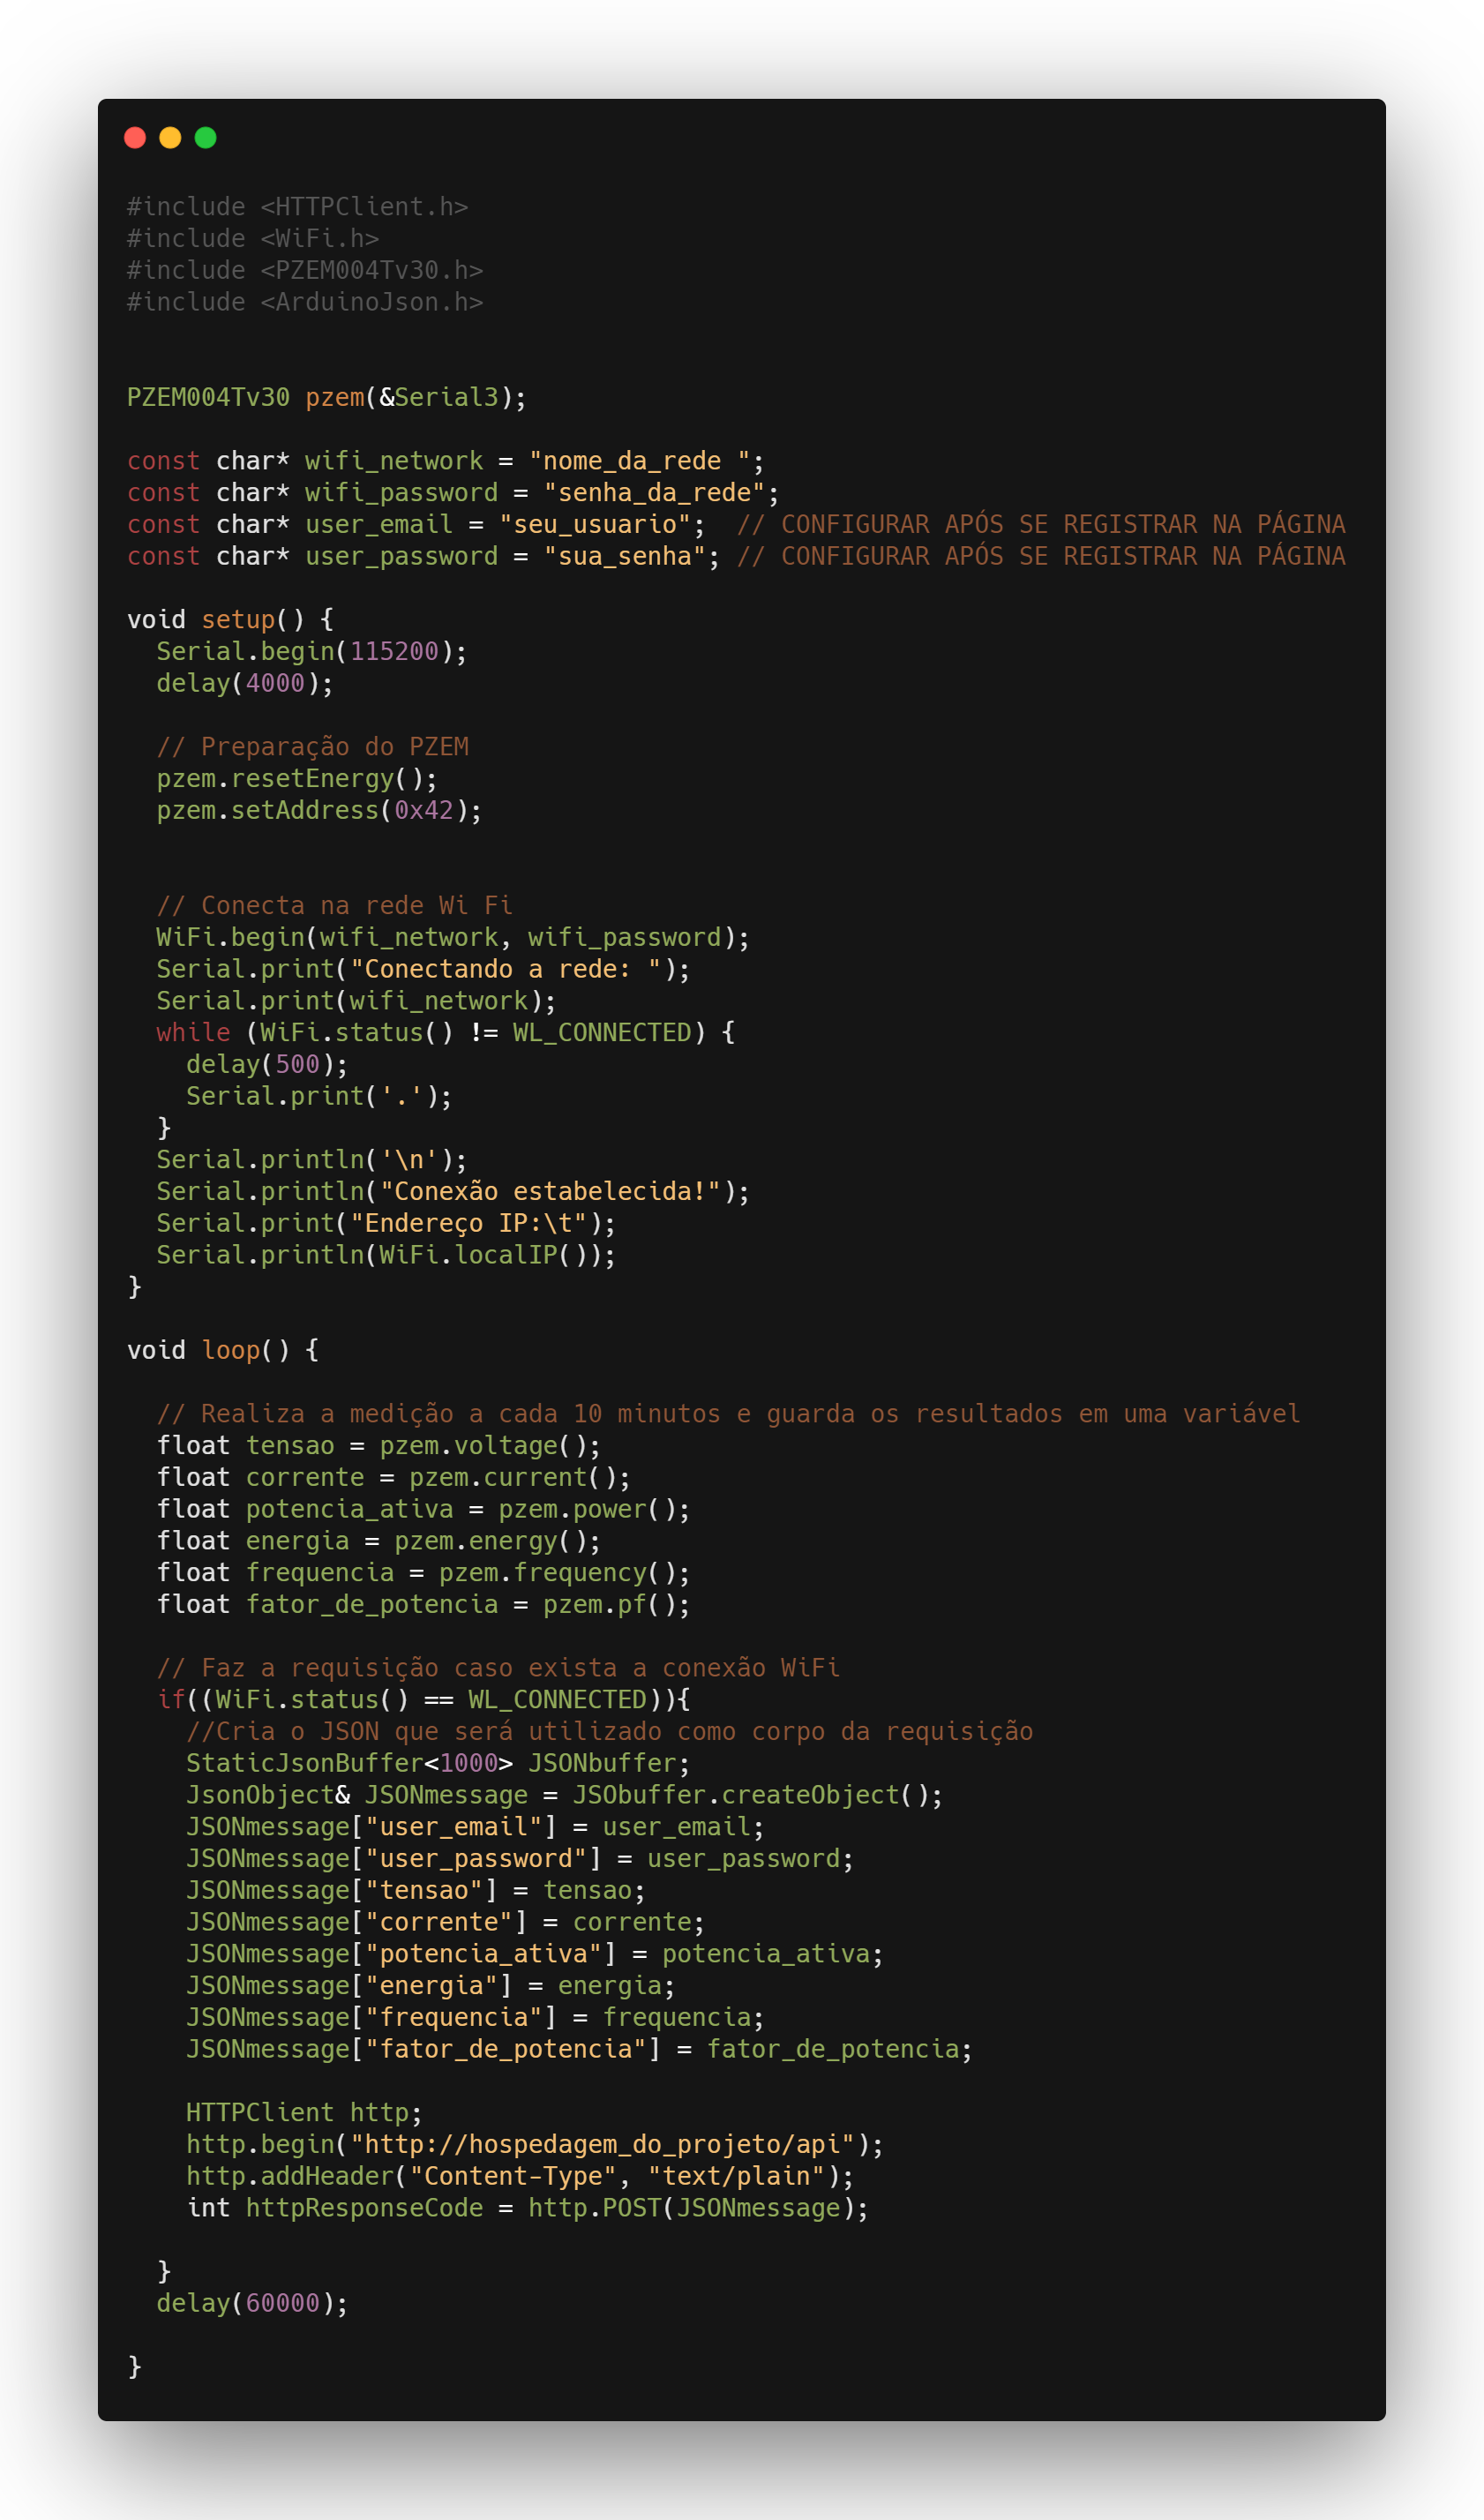 #include <HTTPClient.h>
#include <WiFi.h>
#include <PZEM004Tv30.h>
#include <ArduinoJson.h>
PZEM004Tv30 pzem(&Serial3);
const char* wifi_network = "nome_da_rede ";
const char* wifi_password = "senha_da_rede";
const char* user_email = "seu_usuario";  // CONFIGURAR APÓS SE REGISTRAR NA PÁGINA
const char* user_password = "sua_senha"; // CONFIGURAR APÓS SE REGISTRAR NA PÁGINA
void setup() {
  Serial.begin(115200);
  delay(4000);
  // Preparação do PZEM
  pzem.resetEnergy();
  pzem.setAddress(0x42);
  // Conecta na rede Wi Fi
  WiFi.begin(wifi_network, wifi_password);
  Serial.print("Conectando a rede: ");
  Serial.print(wifi_network);
  while (WiFi.status() != WL_CONNECTED) {
    delay(500);
    Serial.print('.');
  }
  Serial.println('\n');
  Serial.println("Conexão estabelecida!");
  Serial.print("Endereço IP:\t");
  Serial.println(WiFi.localIP());
}
void loop() {
  // Realiza a medição a cada 10 minutos e guarda os resultados em uma variável
  float tensao = pzem.voltage();
  float corrente = pzem.current();
  float potencia_ativa = pzem.power();
  float energia = pzem.energy();
  float frequencia = pzem.frequency();
  float fator_de_potencia = pzem.pf();
  // Faz a requisição caso exista a conexão WiFi
  if((WiFi.status() == WL_CONNECTED)){
    //Cria o JSON que será utilizado como corpo da requisição
    StaticJsonBuffer<1000> JSONbuffer;
    JsonObject& JSONmessage = JSObuffer.createObject();
    JSONmessage["user_email"] = user_email;
    JSONmessage["user_password"] = user_password;
    JSONmessage["tensao"] = tensao;
    JSONmessage["corrente"] = corrente;
    JSONmessage["potencia_ativa"] = potencia_ativa;
    JSONmessage["energia"] = energia;
    JSONmessage["frequencia"] = frequencia;
    JSONmessage["fator_de_potencia"] = fator_de_potencia;
    HTTPClient http;
    http.begin("http://hospedagem_do_projeto/api");
    http.addHeader("Content-Type", "text/plain");
    int httpResponseCode = http.POST(JSONmessage);
  }
  delay(60000);
}